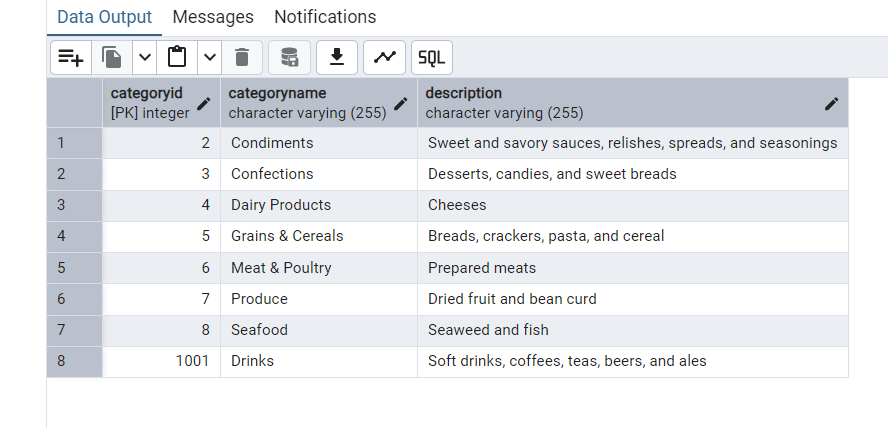 Data Output Messages Notifications
SQL
categoryid categoryname description
[PK] integer character varying (255) character varying (255)
1 2 Condiments Sweet and savory sauces, relishes, spreads, and seasonings
2 3 Confections Desserts, candies, and sweet breads
3 4 Dairy Products Cheeses
4 5 Grains & Cereals Breads, crackers, pasta, and cereal
5 6 Meat & Poultry Prepared meats
6 7 Produce Dried fruit and bean curd
7 8 Seafood Seaweed and fish
8 1001 Drinks Soft drinks, coffees, teas, beers, and ales